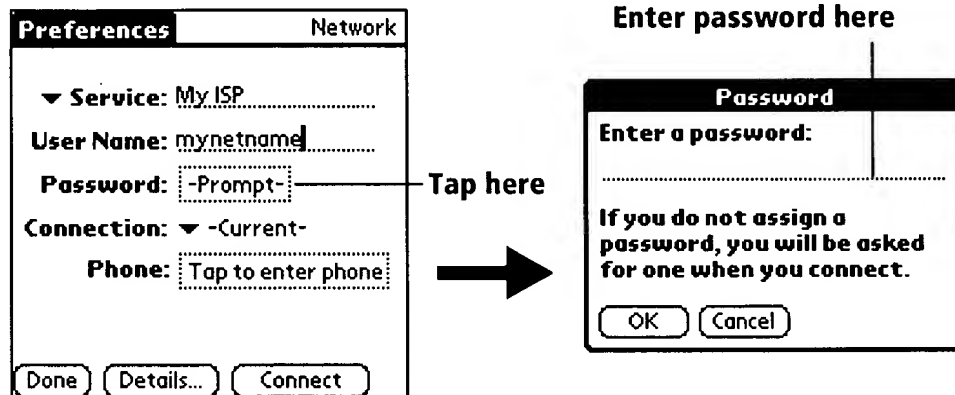 Preferences Network
Service: My ISP
User Name: mynetname
Password: -Prompt-
Connection: -Current-
Phone: Tap to enter phone
Done Details... Connect
Tap here
Enter password here
Password
Enter a password:
If you do not assign a
password, you will be asked
for one when you connect.
OK Cancel